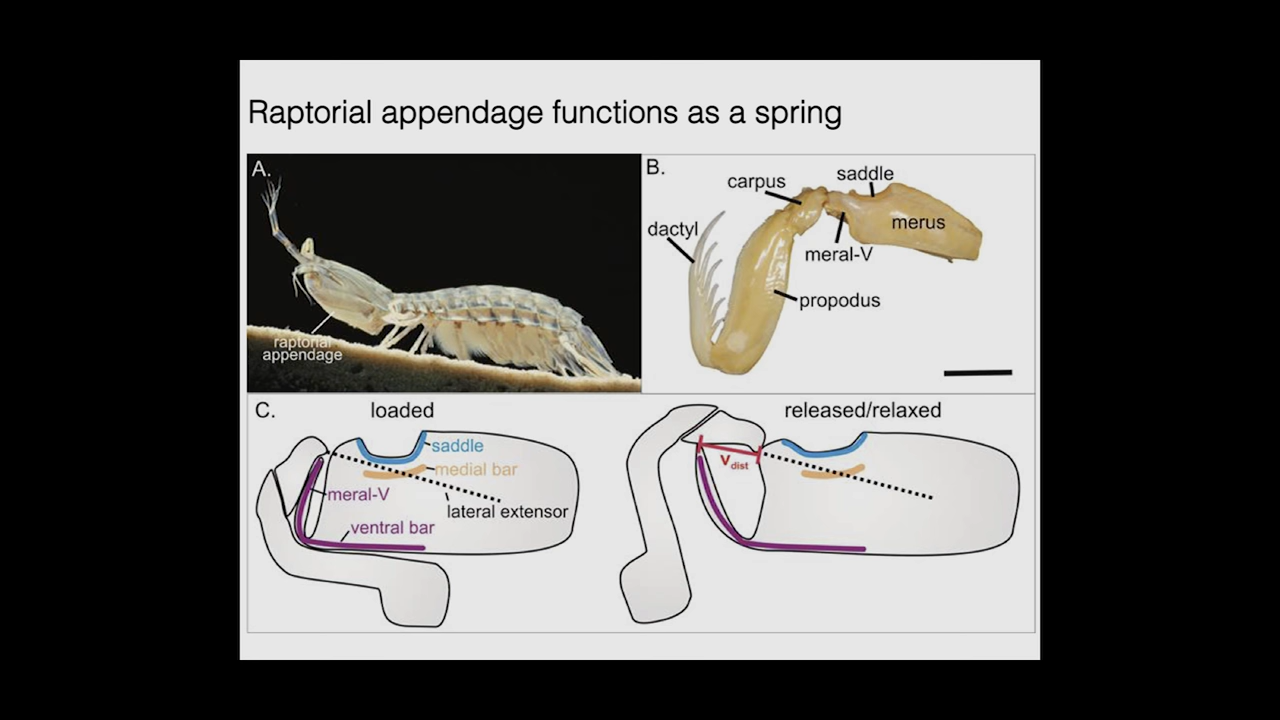 Raptorial appendage functions as a spring
A.
raptorial
appendage
B.
carpus
saddle
dactyl
merus
meral-V
propodus
C.
loaded
saddle
medial bar
meral-V
lateral extensor
ventral bar
released/relaxed
Vdist